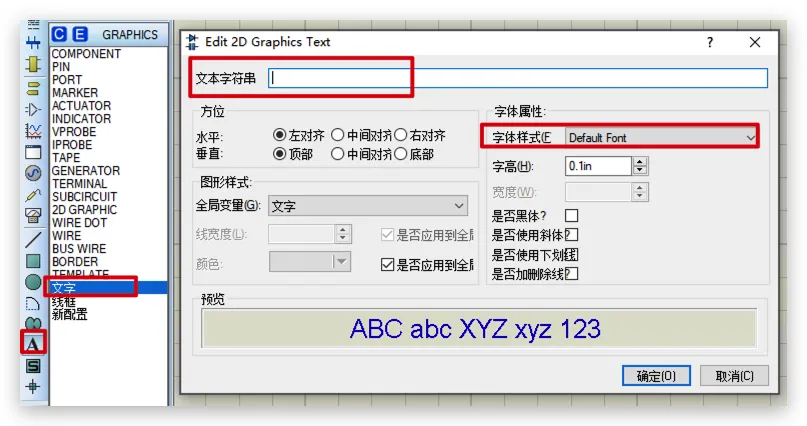 C E GRAPHICS
COMPONENT
PIN
PORT
MARKER
ACTUATOR
INDICATOR
VPROBE
IPROBE
TAPE
GENERATOR
TERMINAL
SUBCIRCUIT
2D GRAPHIC
WIRE DOT
WIRE
BUS WIRE
BORDER
TEMPLATE
文字
线框
新配置
A
S
Edit 2D Graphics Text
? ×
文本字符串
方位
水平: 左对齐 中间对齐 右对齐
垂直: 顶部 中间对齐 底部
图形样式:
全局变量(G): 文字
线宽度(L): 是否应用到全局
颜色: 是否应用到全局
字体属性:
字体样式(F Default Font
字高(H): 0.1in
宽度(W):
是否黑体?
是否使用斜体?
是否使用下划线
是否加删除线?
预览
ABC abc XYZ xyz 123
确定(O) 取消(C)